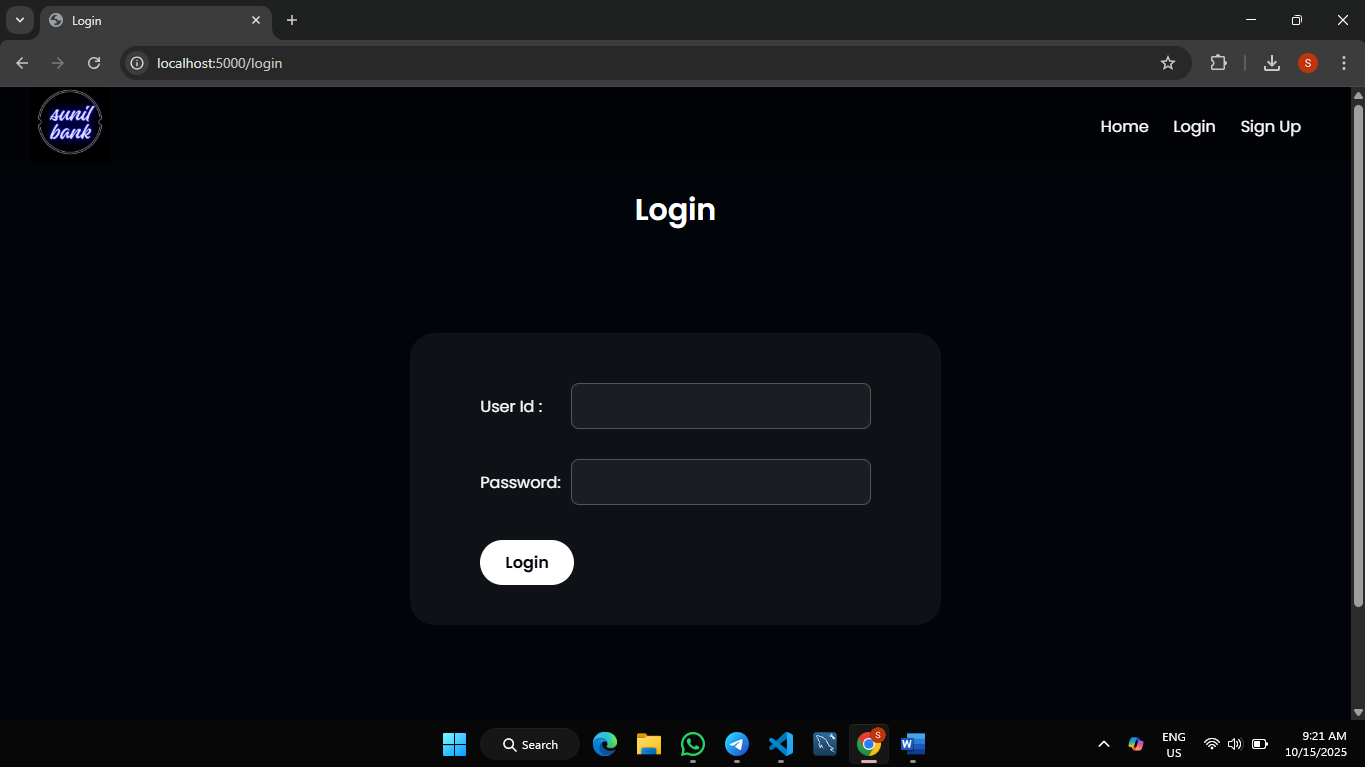 Login
localhost:5000/login
S
sunil
bank
Home Login Sign Up
Login
User Id :
Password:
Login
Search
S
W
ENG
US
9:21 AM
10/15/2025